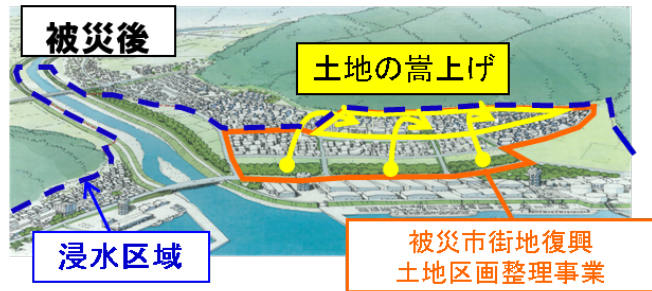 被災後
土地の嵩上げ
浸水区域
被災市街地復興
土地区画整理事業